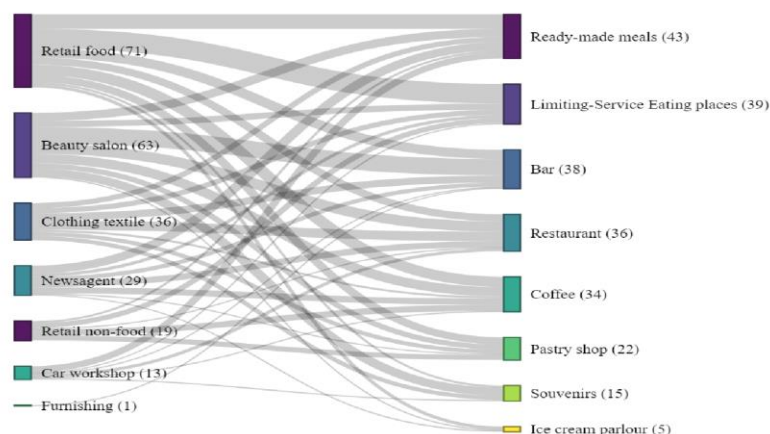 Retail food (71)
Beauty salon (63)
Clothing textile (36)
Newsagent (29)
Retail non-food (19)
Car workshop (13)
Furnishing (1)
Ready-made meals (43)
Limiting-Service Eating places (39)
Bar (38)
Restaurant (36)
Coffee (34)
Pastry shop (22)
Souvenirs (15)
Ice cream parlour (5)